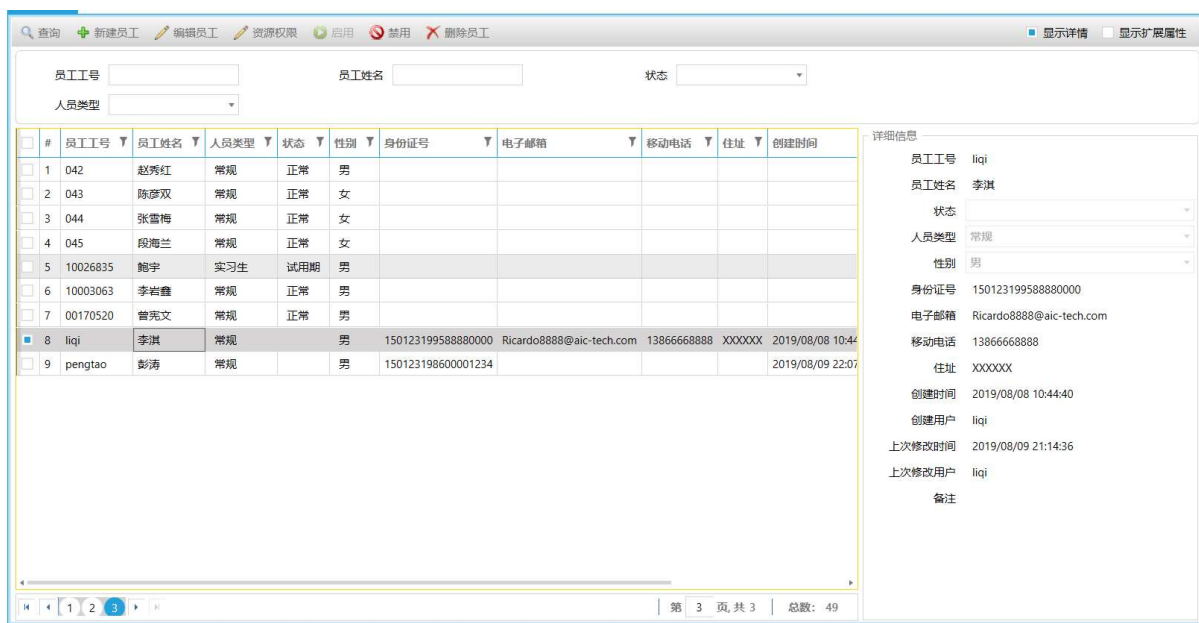 查询 新建员工 编辑员工 资源权限 启用 禁用 删除员工 显示详情 显示扩展属性
员工工号 员工姓名 状态
人员类型
# 员工工号 员工姓名 人员类型 状态 性别 身份证号 电子邮箱 移动电话 住址 创建时间
1 042 赵秀红 常规 正常 男
2 043 陈彦双 常规 正常 女
3 044 张雪梅 常规 正常 女
4 045 段海兰 常规 正常 女
5 10026835 鲍宇 实习生 试用期 男
6 10003063 李岩鑫 常规 正常 男
7 00170520 曾宪文 常规 正常 男
8 liqi 李淇 常规 男 150123199588880000 Ricardo8888@aic-tech.com 13866668888 XXXXXX 2019/08/08 10:44
9 pengtao 彭涛 常规 男 150123198600001234 2019/08/09 22:07
详细信息
员工工号 liqi
员工姓名 李淇
状态
人员类型 常规
性别 男
身份证号 150123199588880000
电子邮箱 Ricardo8888@aic-tech.com
移动电话 13866668888
住址 XXXXXX
创建时间 2019/08/08 10:44:40
创建用户 liqi
上次修改时间 2019/08/09 21:14:36
上次修改用户 liqi
备注
1 2 3 第 3 页,共 3 总数: 49